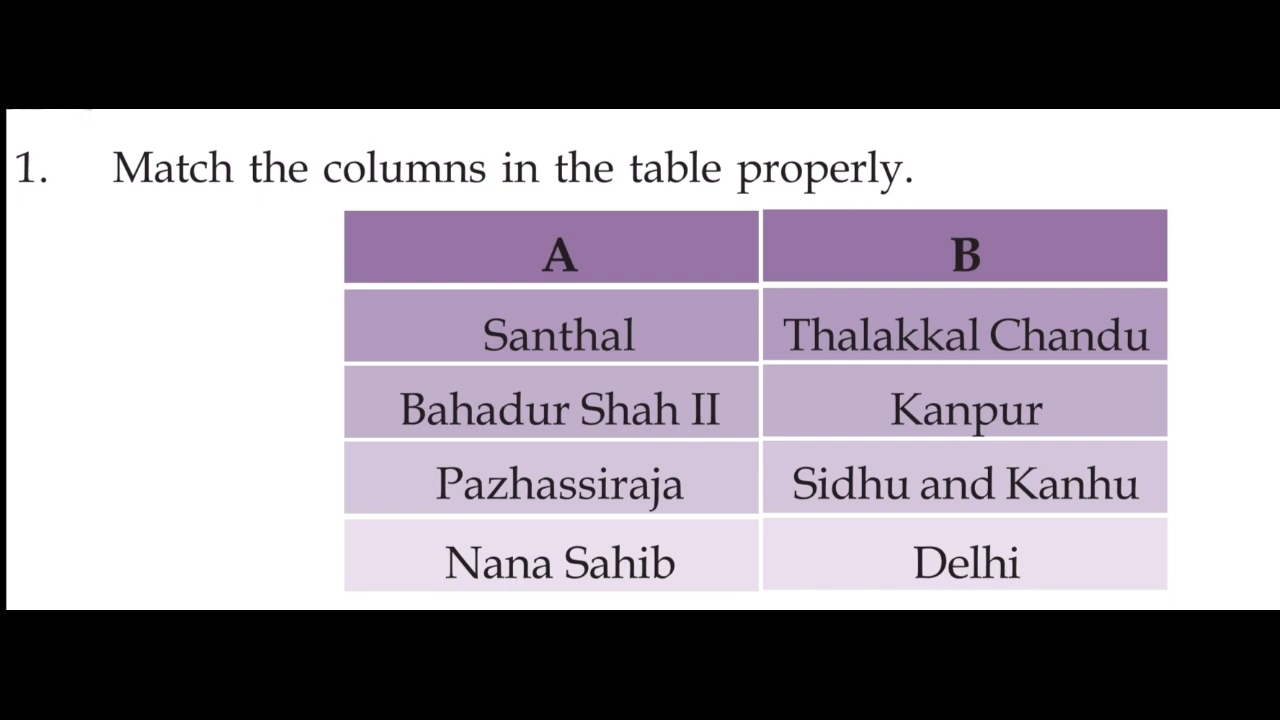 1. Match the columns in the table properly.
A B
Santhal Thalakkal Chandu
Bahadur Shah II Kanpur
Pazhassiraja Sidhu and Kanhu
Nana Sahib Delhi